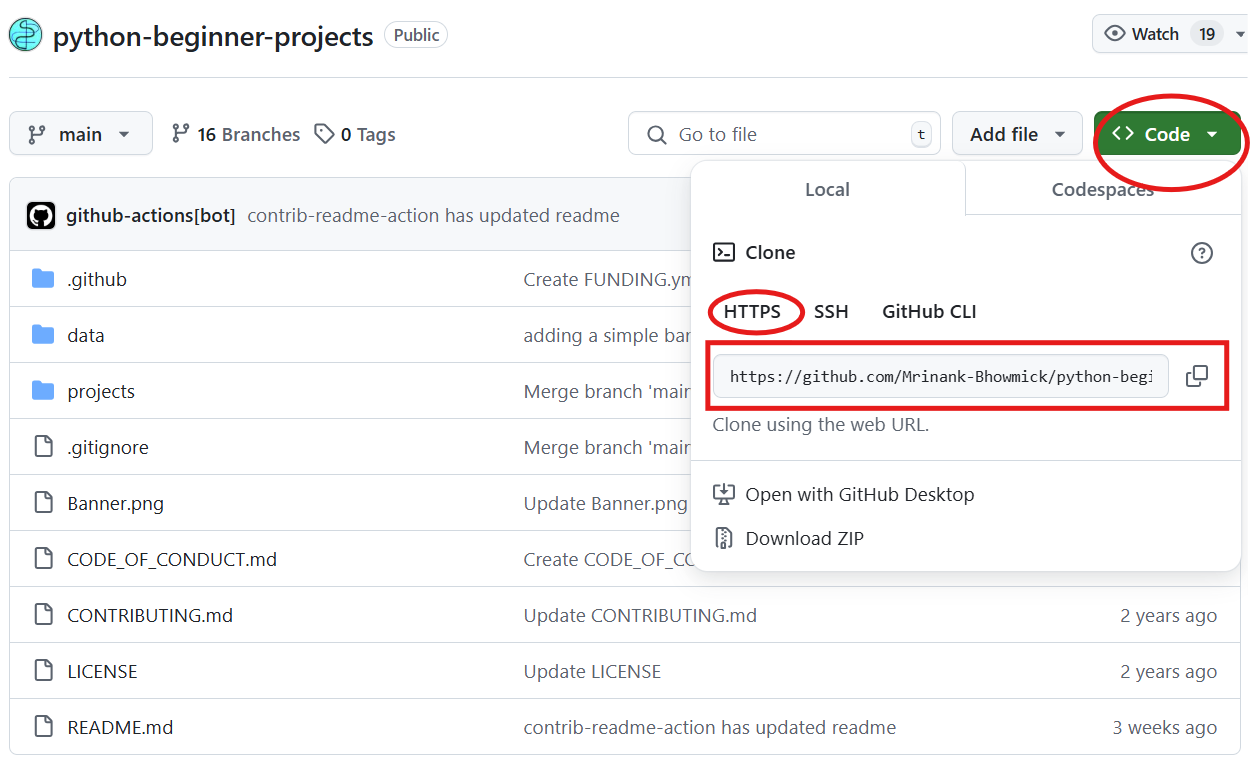 python-beginner-projects Public Watch 19
main 16 Branches 0 Tags Go to file t Add file Code
github-actions[bot] contrib-readme-action has updated readme
.github Create FUNDING.ym
data adding a simple bar
projects Merge branch 'mair
.gitignore Merge branch 'mair
Banner.png Update Banner.png
CODE_OF_CONDUCT.md Create CODE_OF_CC
CONTRIBUTING.md Update CONTRIBUTING.md 2 years ago
LICENSE Update LICENSE 2 years ago
README.md contrib-readme-action has updated readme 3 weeks ago
Local Codespaces
Clone
HTTPS SSH GitHub CLI
https://github.com/Mrinank-Bhowmick/python-begi
Clone using the web URL.
Open with GitHub Desktop
Download ZIP